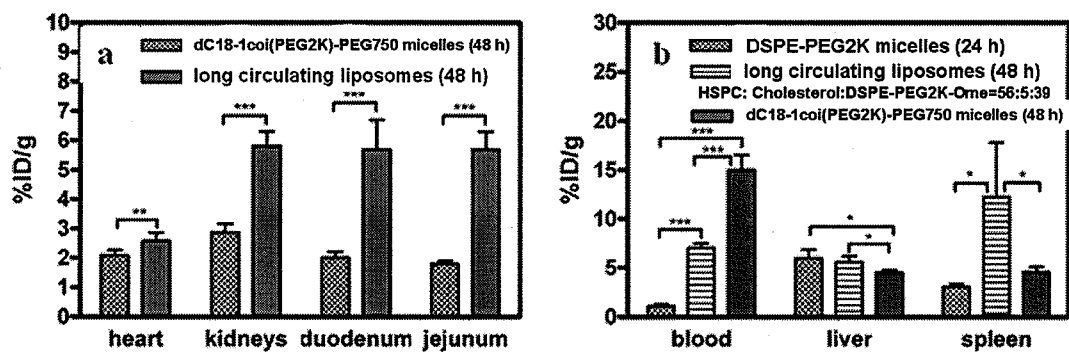 a
dC18-1coi(PEG2K)-PEG750 micelles (48 h)
long circulating liposomes (48 h)
%ID/g
10
9
8
7
6
5
4
3
2
1
0
**
***
***
***
heart kidneys duodenum jejunum
b
DSPE-PEG2K micelles (24 h)
long circulating liposomes (48 h)
HSPC: Cholesterol:DSPE-PEG2K-Ome=56:5:39
dC18-1coi(PEG2K)-PEG750 micelles (48 h)
%ID/g
30
25
20
15
10
5
0
***
***
***
*
*
*
*
blood liver spleen